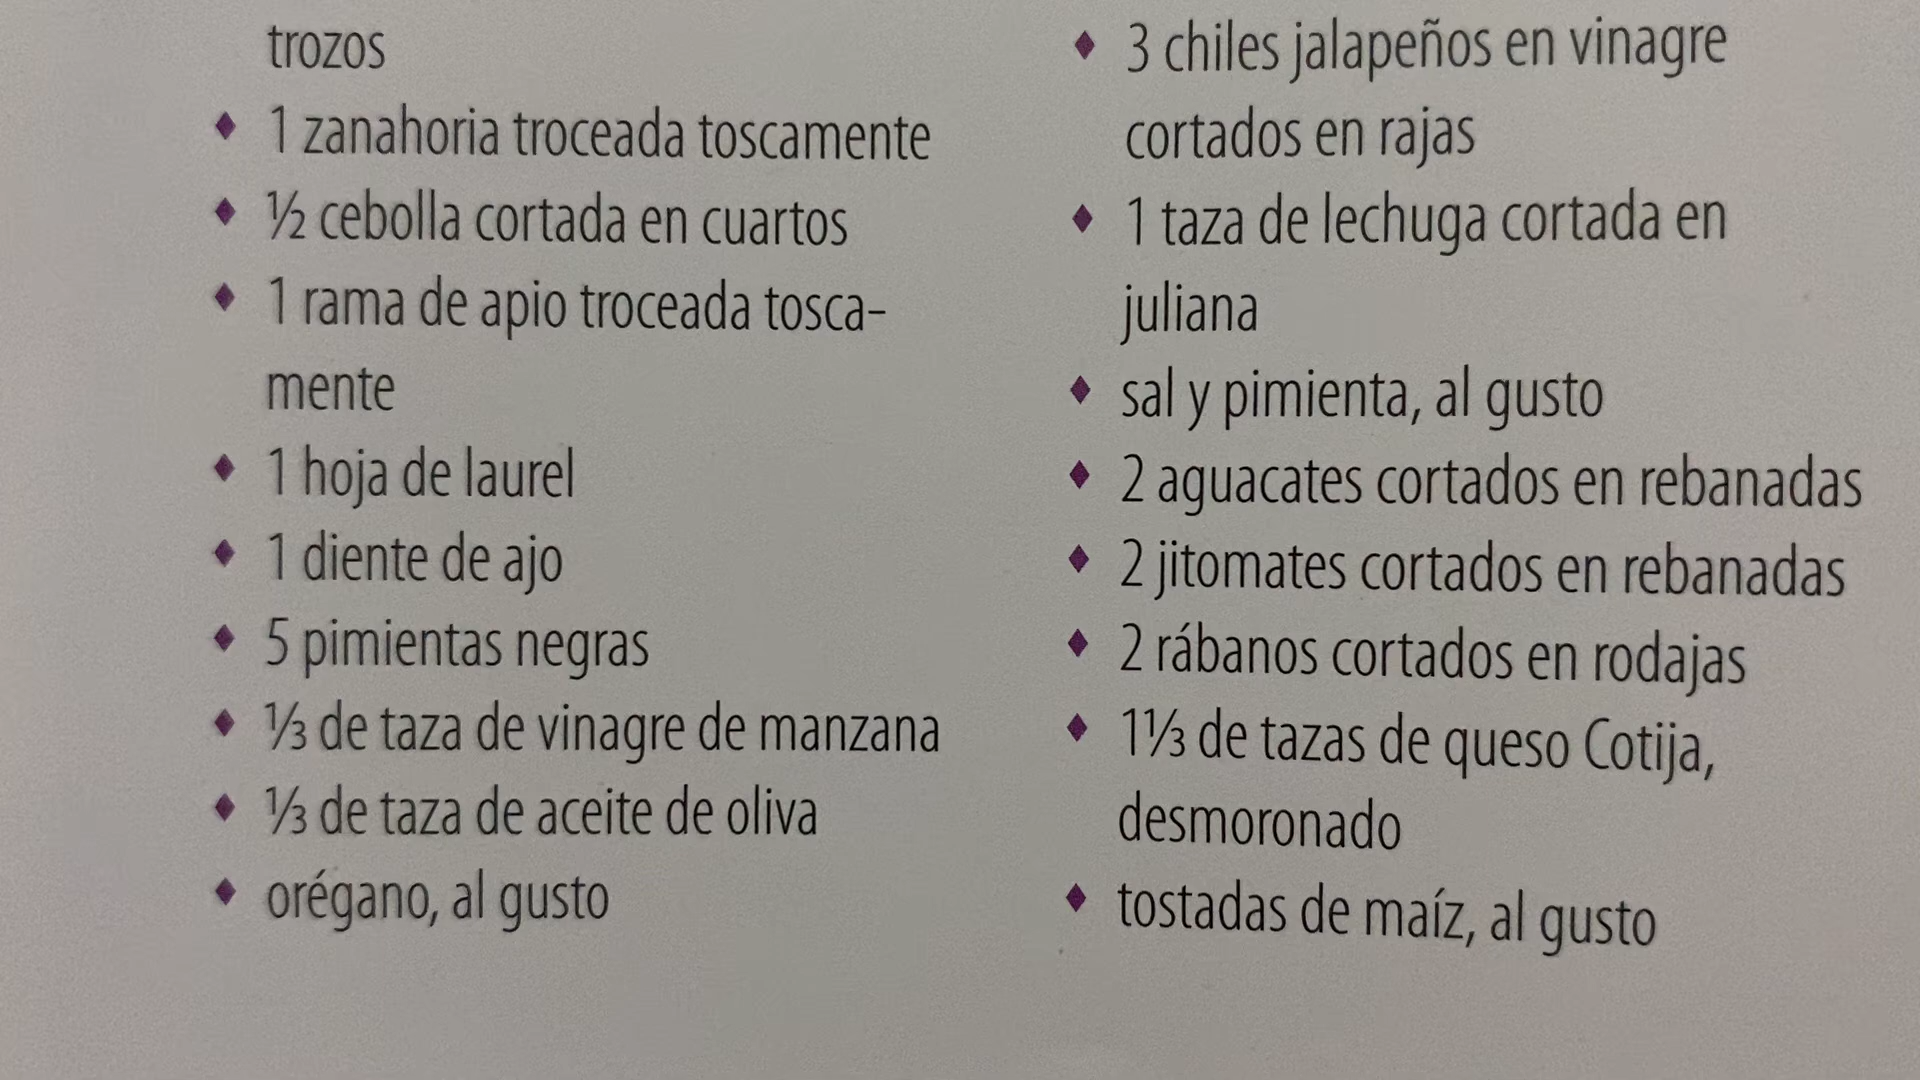 trozos
♦ 1 zanahoria troceada toscamente
♦ ½ cebolla cortada en cuartos
♦ 1 rama de apio troceada tosca-
mente
♦ 1 hoja de laurel
♦ 1 diente de ajo
♦ 5 pimientas negras
♦ ⅓ de taza de vinagre de manzana
♦ ⅓ de taza de aceite de oliva
♦ orégano, al gusto
♦ 3 chiles jalapeños en vinagre
cortados en rajas
♦ 1 taza de lechuga cortada en
juliana
♦ sal y pimienta, al gusto
♦ 2 aguacates cortados en rebanadas
♦ 2 jitomates cortados en rebanadas
♦ 2 rábanos cortados en rodajas
♦ 1⅓ de tazas de queso Cotija,
desmoronado
♦ tostadas de maíz, al gusto